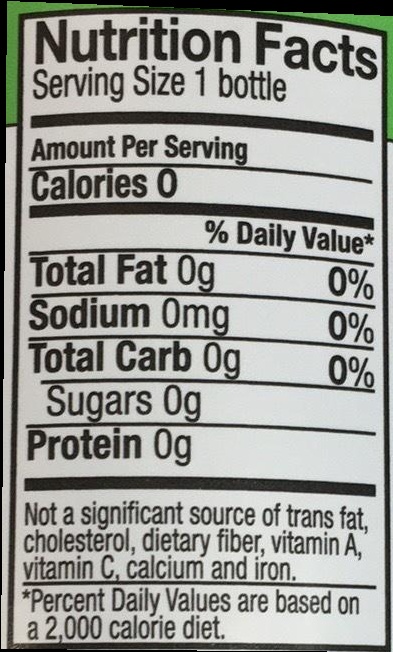 Nutrition Facts
Serving Size 1 bottle
Amount Per Serving
Calories 0
% Daily Value*
Total Fat 0g 0%
Sodium 0mg 0%
Total Carb 0g 0%
Sugars 0g
Protein 0g
Not a significant source of trans fat,
cholesterol, dietary fiber, vitamin A,
vitamin C, calcium and iron.
*Percent Daily Values are based on
a 2,000 calorie diet.